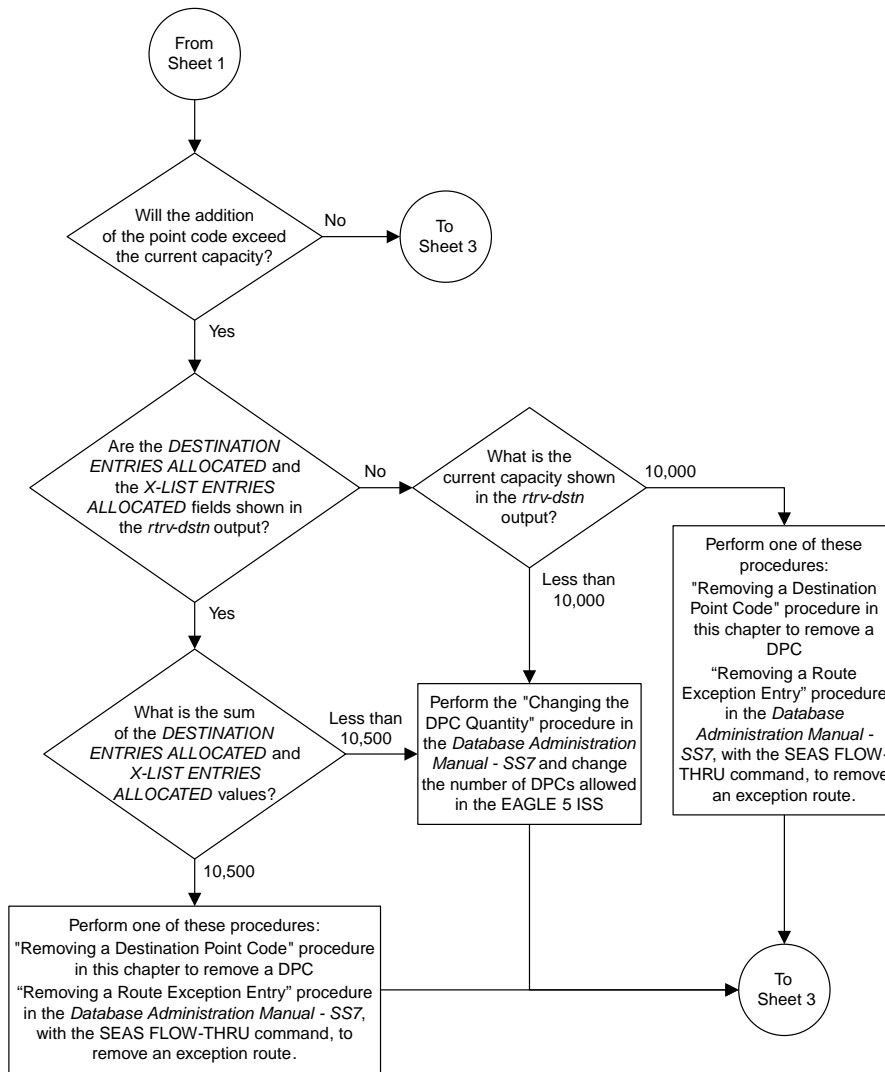 From
Sheet 1
Will the addition
of the point code exceed
the current capacity?
No
To
Sheet 3
Yes
Are the DESTINATION
ENTRIES ALLOCATED and
the X-LIST ENTRIES
ALLOCATED fields shown in
the rtrv-dstn output?
No
What is the
current capacity shown
in the rtrv-dstn
output?
10,000
Perform one of these
procedures:
"Removing a Destination
Point Code" procedure in
this chapter to remove a
DPC
“Removing a Route
Exception Entry” procedure
in the Database
Administration Manual -
SS7, with the SEAS FLOW-
THRU command, to remove
an exception route.
Less than
10,000
Yes
What is the sum
of the DESTINATION
ENTRIES ALLOCATED and
X-LIST ENTRIES
ALLOCATED values?
Less than
10,500
Perform the "Changing the
DPC Quantity" procedure in
the Database Administration
Manual - SS7 and change
the number of DPCs allowed
in the EAGLE 5 ISS
10,500
Perform one of these procedures:
"Removing a Destination Point Code" procedure
in this chapter to remove a DPC
“Removing a Route Exception Entry” procedure
in the Database Administration Manual - SS7,
with the SEAS FLOW-THRU command, to
remove an exception route.
To
Sheet 3